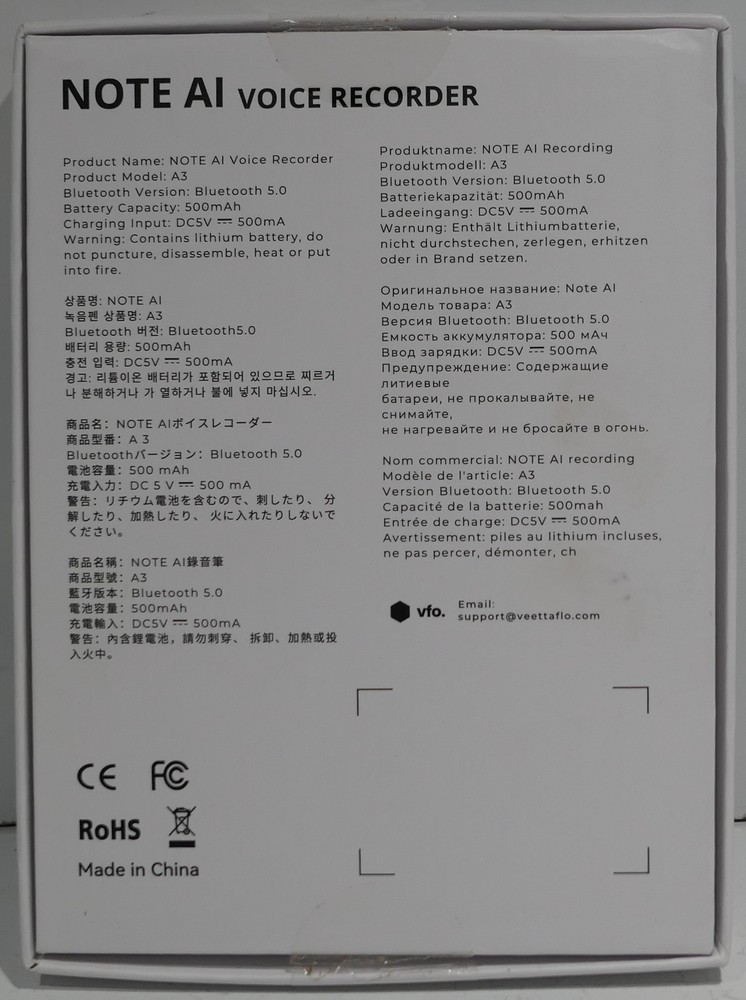 NOTE AI VOICE RECORDER
Product Name: NOTE AI Voice Recorder
Product Model: A3
Bluetooth Version: Bluetooth 5.0
Battery Capacity: 500mAh
Charging Input: DC5V ⎓ 500mA
Warning: Contains lithium battery, do
not puncture, disassemble, heat or put
into fire.
상품명: NOTE AI
녹음펜 상품명: A3
Bluetooth 버전: Bluetooth5.0
배터리 용량: 500mAh
충전 입력: DC5V ⎓ 500mA
경고: 리튬이온 배터리가 포함되어 있으므로 찌르거
나 분해하거나 가 열하거나 불에 넣지 마십시오.
商品名：NOTE AIボイスレコーダー
商品型番：A 3
Bluetoothバージョン：Bluetooth 5.0
電池容量：500 mAh
充電入力：DC 5 V ⎓ 500 mA
警告：リチウム電池を含むので、刺したり、 分
解したり、加熱したり、 火に入れたりしないで
ください。
商品名稱：NOTE AI錄音筆
商品型號：A3
藍牙版本：Bluetooth 5.0
電池容量：500mAh
充電輸入：DC5V ⎓ 500mA
警告：內含鋰電池，請勿刺穿、 拆卸、加熱或投
入火中。
Produktname: NOTE AI Recording
Produktmodell: A3
Bluetooth Version: Bluetooth 5.0
Batteriekapazität: 500mAh
Ladeeingang: DC5V ⎓ 500mA
Warnung: Enthält Lithiumbatterie,
nicht durchstechen, zerlegen, erhitzen
oder in Brand setzen.
Оригинальное название: Note AI
Модель товара: A3
Версия Bluetooth: Bluetooth 5.0
Емкость аккумулятора: 500 мАч
Ввод зарядки: DC5V ⎓ 500mA
Предупреждение: Содержащие
литиевые
батареи, не прокалывайте, не
снимайте,
не нагревайте и не бросайте в огонь.
Nom commercial: NOTE AI recording
Modèle de l'article: A3
Version Bluetooth: Bluetooth 5.0
Capacité de la batterie: 500mah
Entrée de charge: DC5V ⎓ 500mA
Avertissement: piles au lithium incluses,
ne pas percer, démonter, ch
vfo.
Email:
support@veettaflo.com
CE FC
RoHS
Made in China